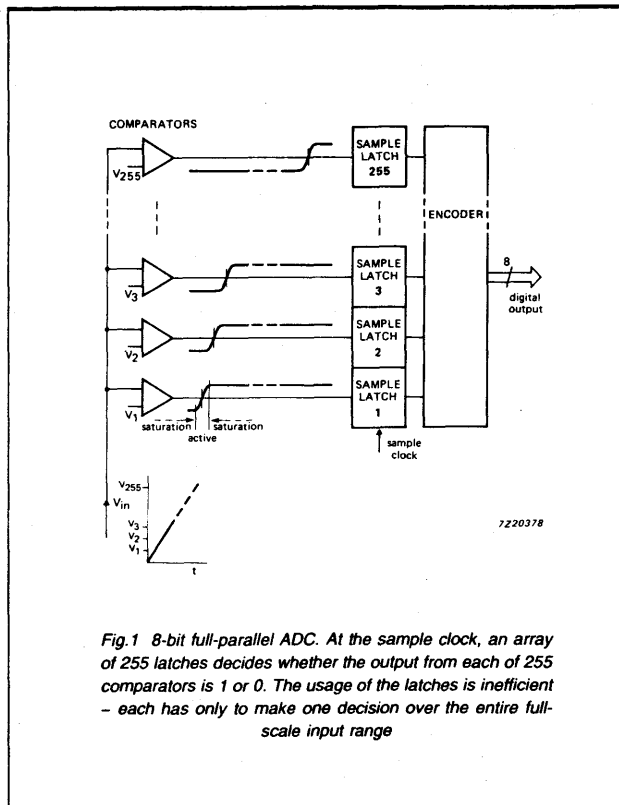 COMPARATORS
V255
SAMPLE
LATCH
255
ENCODER
8
digital
output
V3
SAMPLE
LATCH
3
V2
SAMPLE
LATCH
2
V1
SAMPLE
LATCH
1
saturation
active
saturation
sample
clock
V255
Vin
V3
V2
V1
t
7Z20378
Fig.1 8-bit full-parallel ADC. At the sample clock, an array
of 255 latches decides whether the output from each of 255
comparators is 1 or 0. The usage of the latches is inefficient
– each has only to make one decision over the entire full-
scale input range